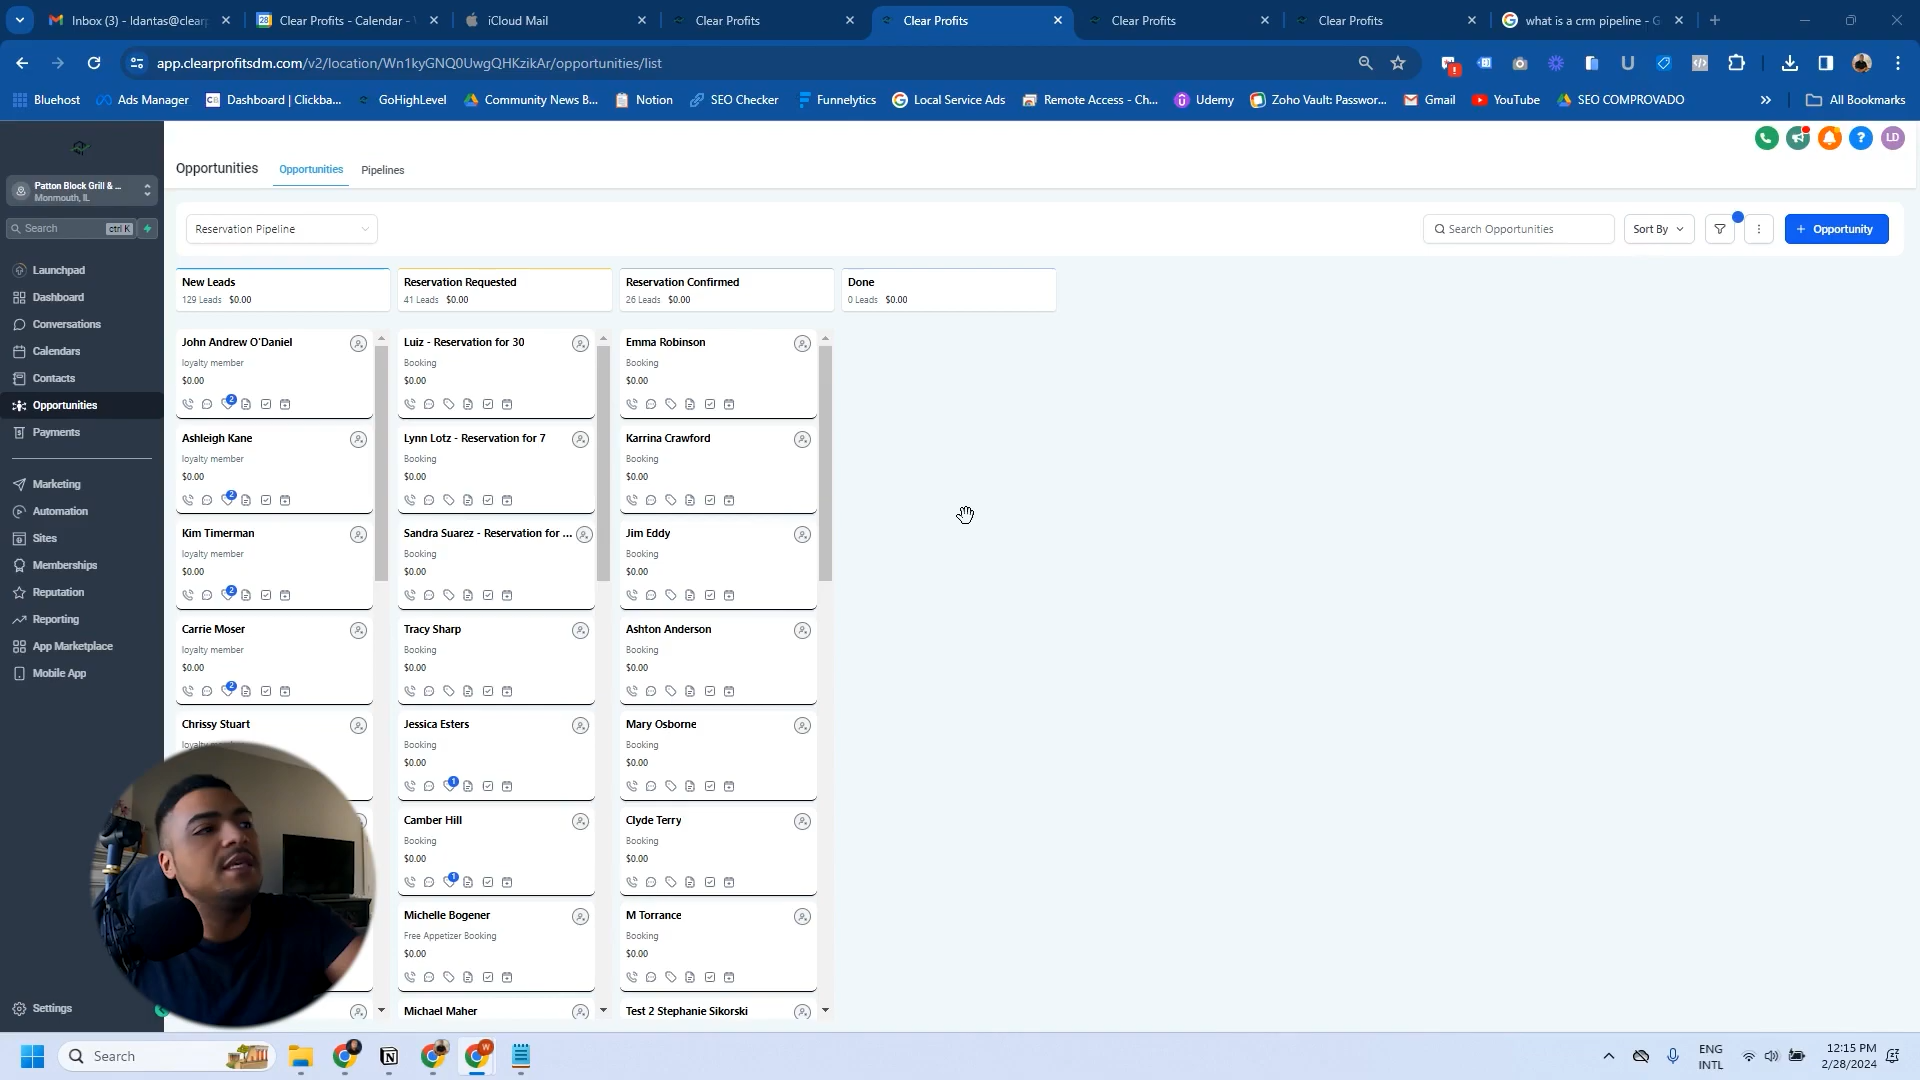 Inbox (3) - ldantas@clearp
Clear Profits - Calendar -
iCloud Mail
Clear Profits
Clear Profits
Clear Profits
Clear Profits
what is a crm pipeline - G
app.clearprofitsdm.com/v2/location/Wn1kyGNQ0UwgQHKzikAr/opportunities/list
Bluehost
Ads Manager
Dashboard | Clickba...
GoHighLevel
Community News B...
Notion
SEO Checker
Funnelytics
Local Service Ads
Remote Access - Ch...
Udemy
Zoho Vault: Passwor...
Gmail
YouTube
SEO COMPROVADO
All Bookmarks
LD
Patton Block Grill & ...
Monmouth, IL
Search
ctrl K
Launchpad
Dashboard
Conversations
Calendars
Contacts
Opportunities
Payments
Marketing
Automation
Sites
Memberships
Reputation
Reporting
App Marketplace
Mobile App
Settings
Opportunities
Opportunities
Pipelines
Reservation Pipeline
Search Opportunities
Sort By
+ Opportunity
New Leads
129 Leads $0.00
John Andrew O'Daniel
loyalty member
$0.00
2
Ashleigh Kane
loyalty member
$0.00
2
Kim Timerman
loyalty member
$0.00
2
Carrie Moser
loyalty member
$0.00
2
Chrissy Stuart
Reservation Requested
41 Leads $0.00
Luiz - Reservation for 30
Booking
$0.00
Lynn Lotz - Reservation for 7
Booking
$0.00
Sandra Suarez - Reservation for ...
Booking
$0.00
Tracy Sharp
Booking
$0.00
Jessica Esters
Booking
$0.00
1
Camber Hill
Booking
$0.00
1
Michelle Bogener
Free Appetizer Booking
$0.00
Michael Maher
Reservation Confirmed
26 Leads $0.00
Emma Robinson
Booking
$0.00
Karrina Crawford
Booking
$0.00
Jim Eddy
Booking
$0.00
Ashton Anderson
Booking
$0.00
Mary Osborne
Booking
$0.00
Clyde Terry
Booking
$0.00
M Torrance
Booking
$0.00
Test 2 Stephanie Sikorski
Done
0 Leads $0.00
Search
ENG
INTL
12:15 PM
2/28/2024